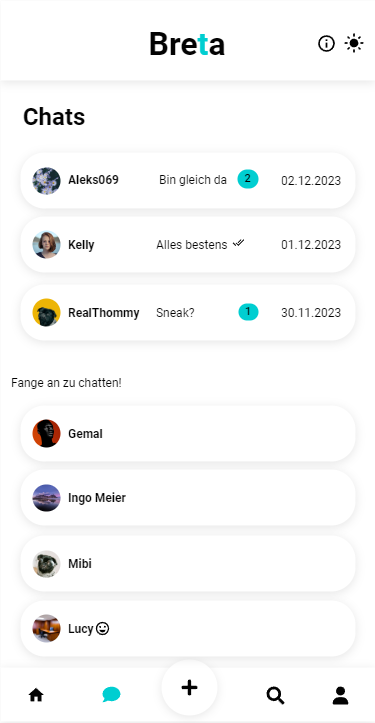 Breta
Chats
Aleks069 Bin gleich da 2 02.12.2023
Kelly Alles bestens 01.12.2023
RealThommy Sneak? 1 30.11.2023
Fange an zu chatten!
Gemal
Ingo Meier
Mibi
Lucy☺